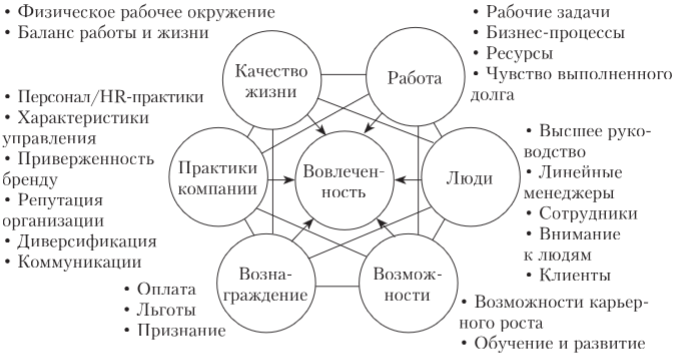 • Физическое рабочее окружение
• Баланс работы и жизни
• Рабочие задачи
• Бизнес-процессы
• Ресурсы
• Чувство выполненного
долга
Качество
жизни
Работа
• Персонал/HR-практики
• Характеристики
управления
• Приверженность
бренду
• Репутация
организации
• Диверсификация
• Коммуникации
Практики
компании
Вовлечен-
ность
Люди
• Высшее руко-
водство
• Линейные
менеджеры
• Сотрудники
• Внимание
к людям
• Клиенты
Возна-
граждение
Возмож-
ности
• Оплата
• Льготы
• Признание
• Возможности карьер-
ного роста
• Обучение и развитие